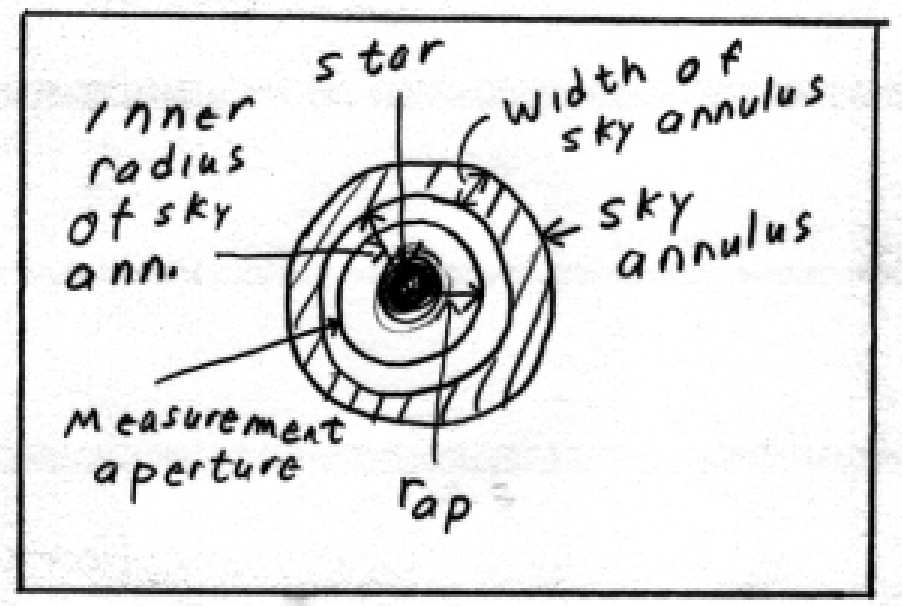 star
Inner
radius
of sky
ann.
width of
sky annulus
sky
annulus
Measurement
aperture
rap